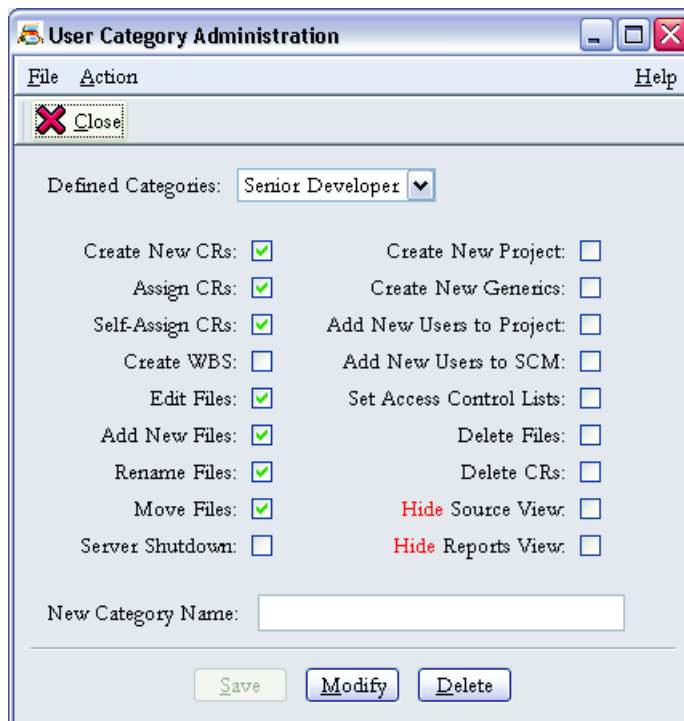 User Category Administration
File Action Help
Close
Defined Categories: Senior Developer
Create New CRs: Create New Project:
Assign CRs: Create New Generics:
Self-Assign CRs: Add New Users to Project:
Create WBS: Add New Users to SCM:
Edit Files: Set Access Control Lists:
Add New Files: Delete Files:
Rename Files: Delete CRs:
Move Files: Hide Source View:
Server Shutdown: Hide Reports View:
New Category Name:
Save Modify Delete